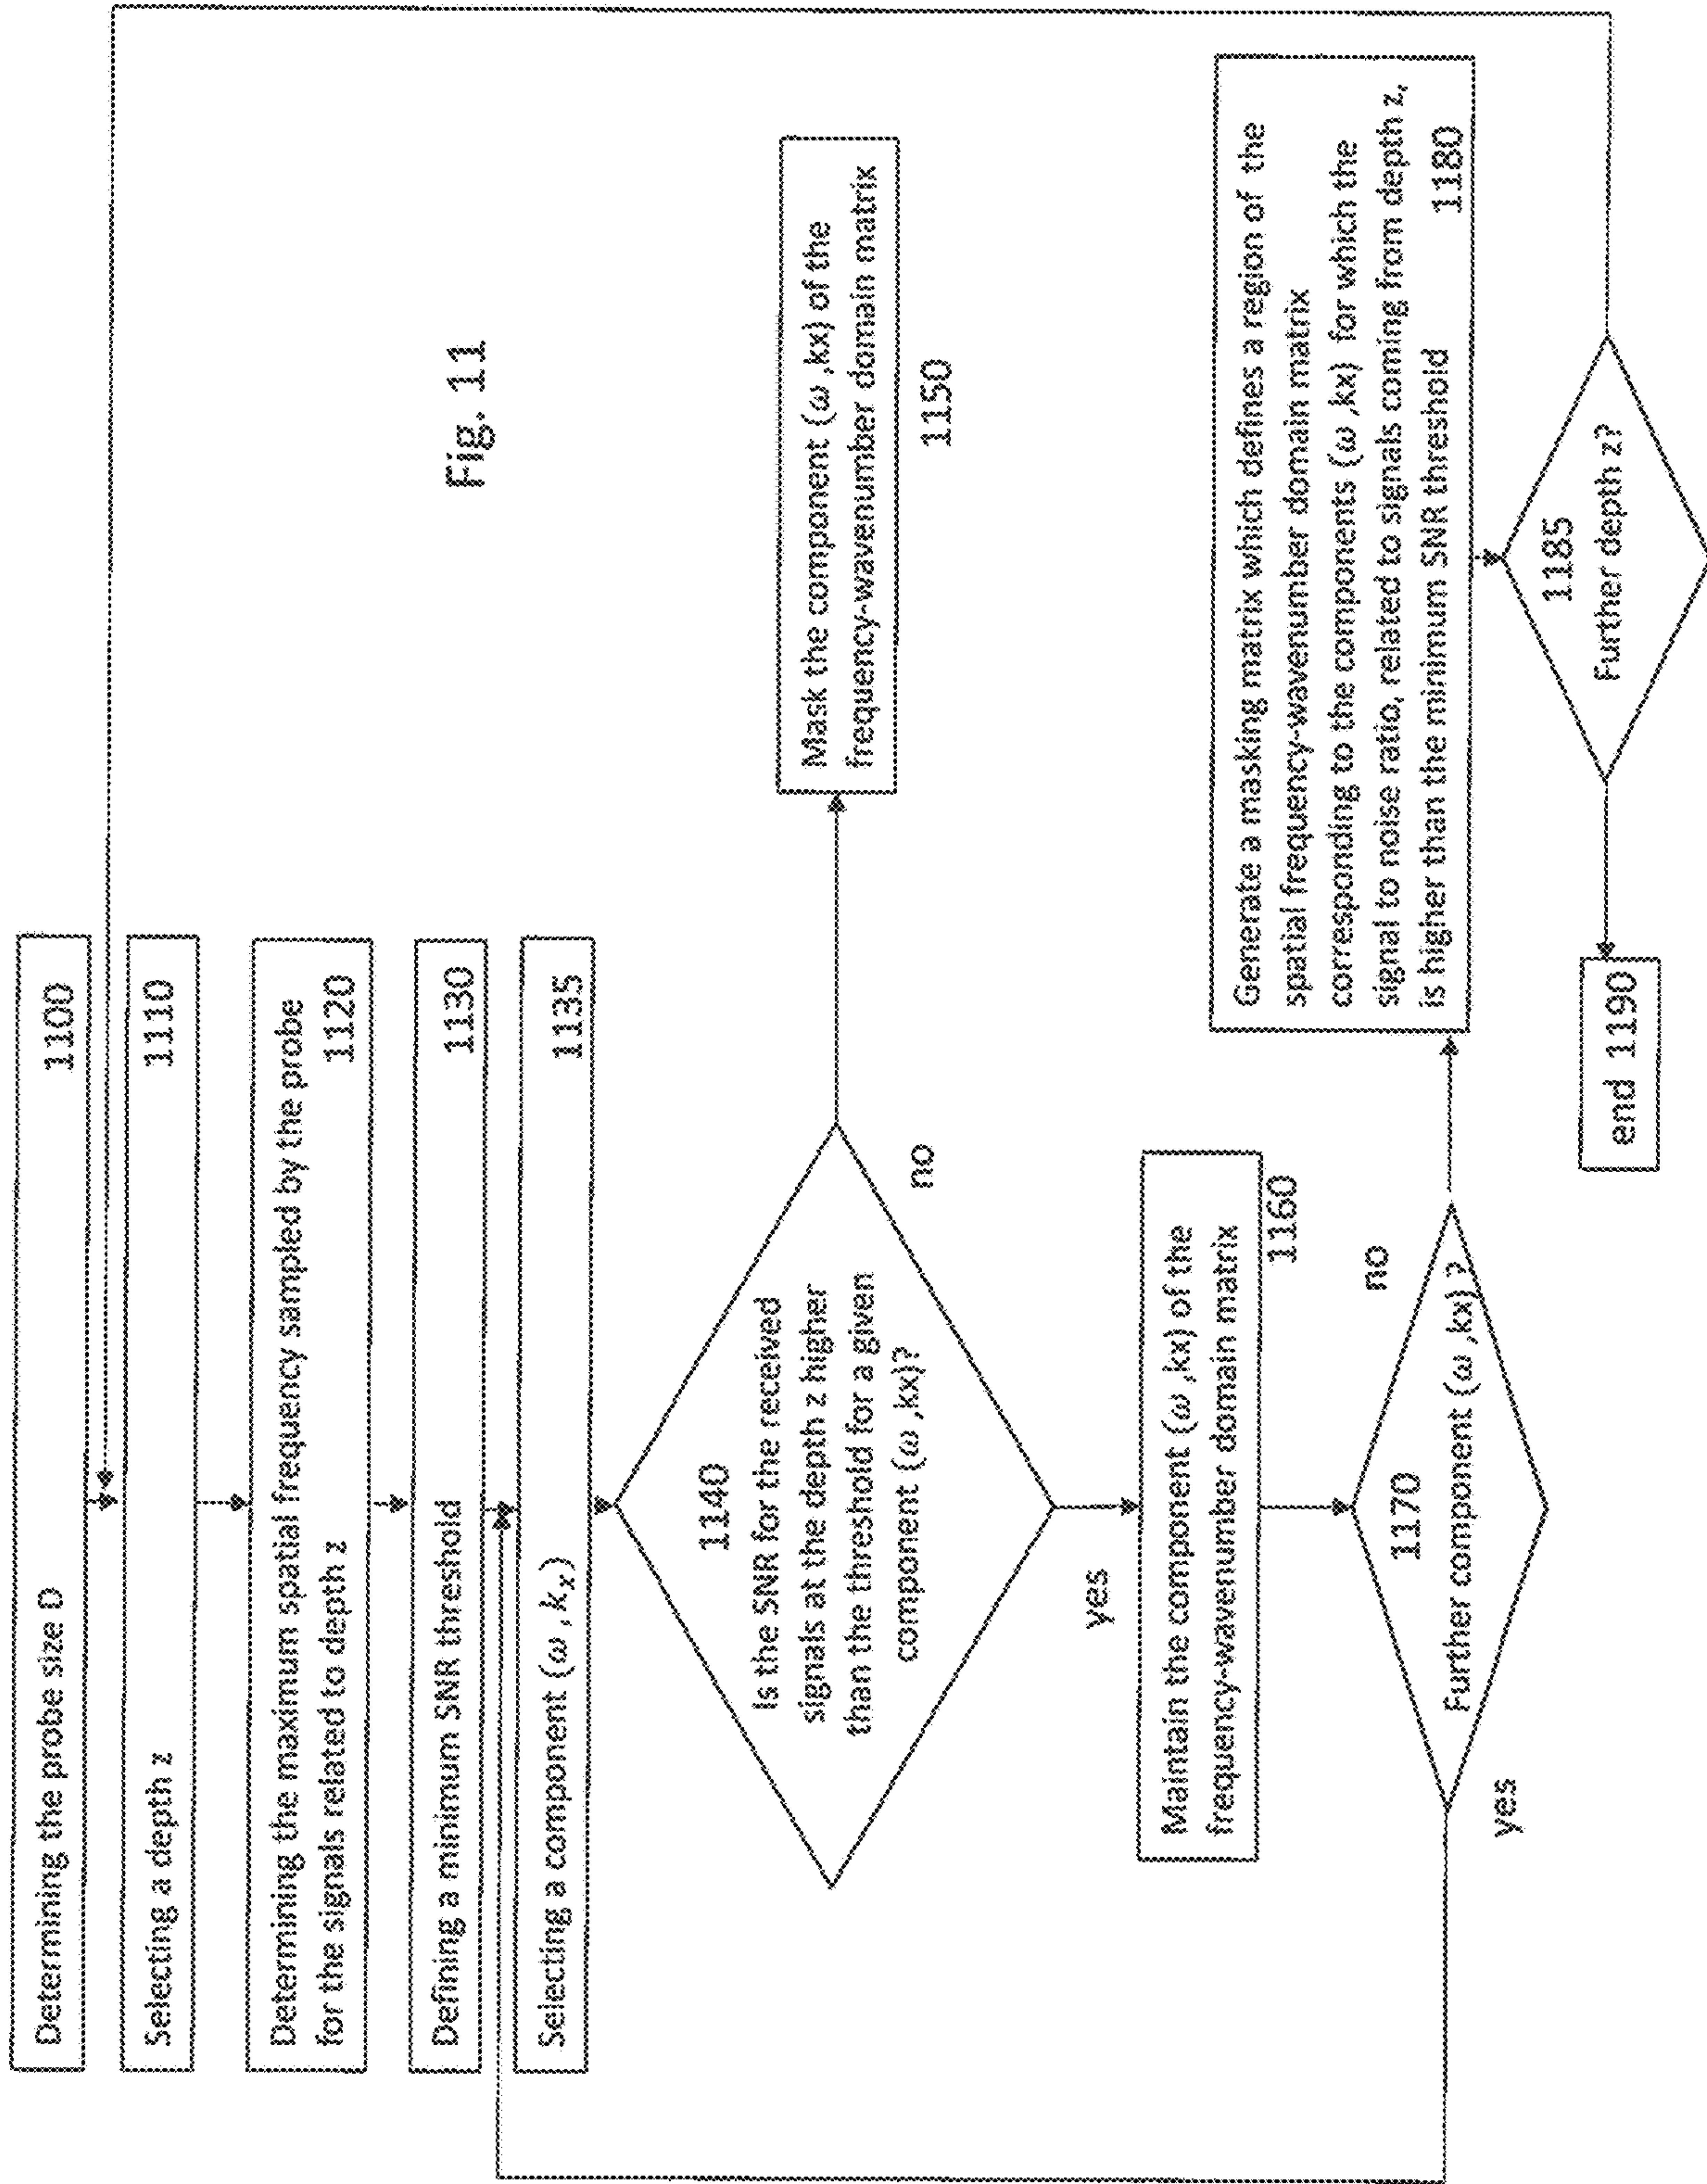 Determining the probe size D
1100
Selecting a depth z
1110
Determining the maximum spatial frequency sampled by the probe
for the signals related to depth z
1120
Defining a minimum SNR threshold
1130
Selecting a component (ω, kₓ)
1135
1140
Is the SNR for the received
signals at the depth z higher
than the threshold for a given
component (ω ,kx)?
no
Mask the component (ω ,kx) of the
frequency-wavenumber domain matrix
1150
Fig. 11
yes
Maintain the component (ω ,kx) of the
frequency-wavenumber domain matrix
1160
1170
Further component (ω ,kx) ?
yes
no
Generate a masking matrix which defines a region of the
spatial frequency-wavenumber domain matrix
corresponding to the components (ω ,kx) for which the
signal to noise ratio, related to signals coming from depth z,
is higher than the minimum SNR threshold
1180
1185
Further depth z?
end 1190